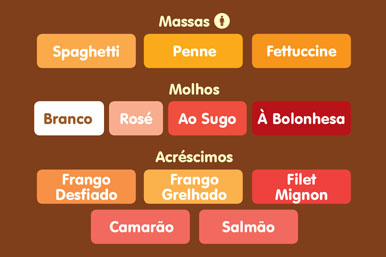 Massas
Spaghetti
Penne
Fettuccine
Molhos
Branco
Rosé
Ao Sugo
À Bolonhesa
Acréscimos
Frango
Desfiado
Frango
Grelhado
Filet
Mignon
Camarão
Salmão